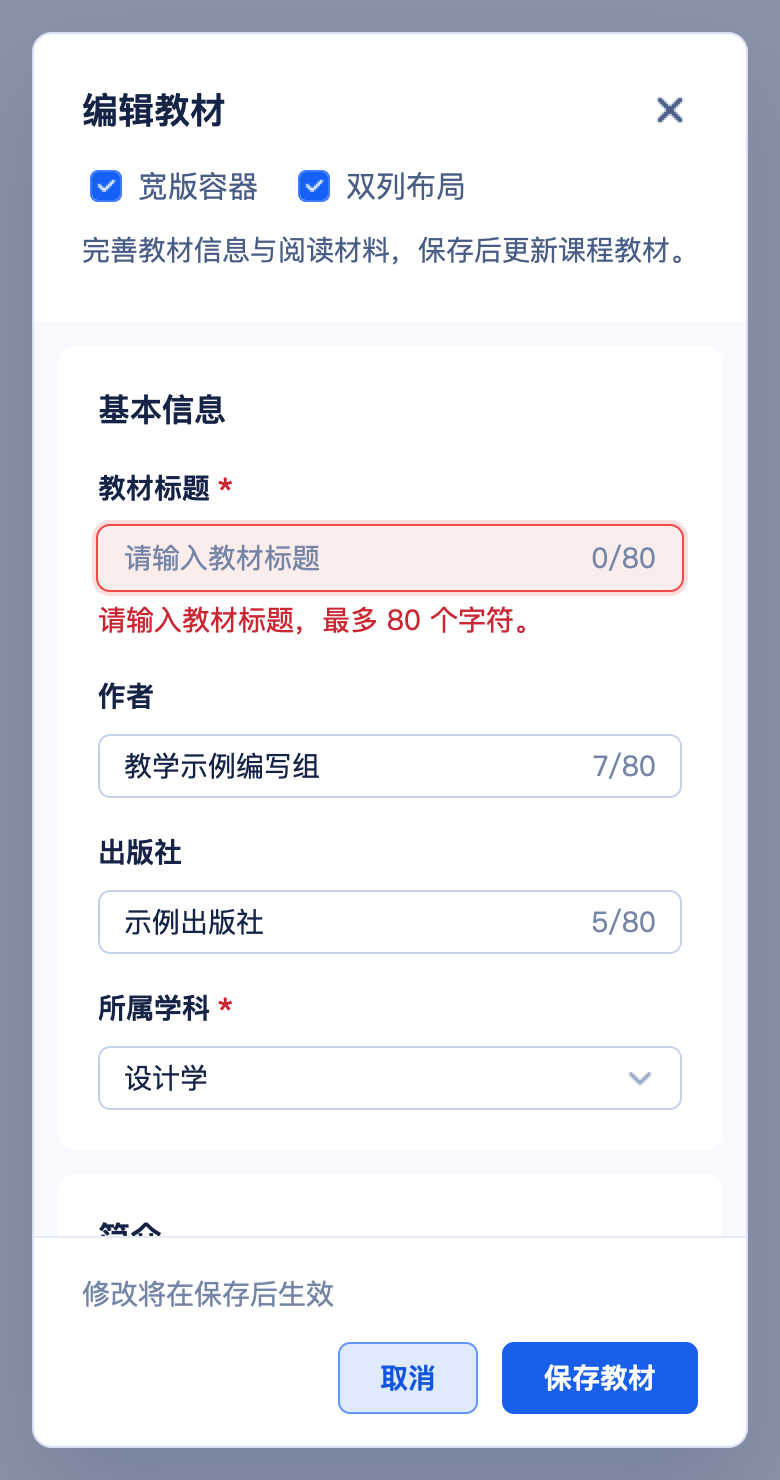 编辑教材
宽版容器 双列布局
完善教材信息与阅读材料，保存后更新课程教材。
基本信息
教材标题 *
请输入教材标题 0/80
请输入教材标题，最多 80 个字符。
作者
教学示例编写组 7/80
出版社
示例出版社 5/80
所属学科 *
设计学
简介
修改将在保存后生效
取消 保存教材